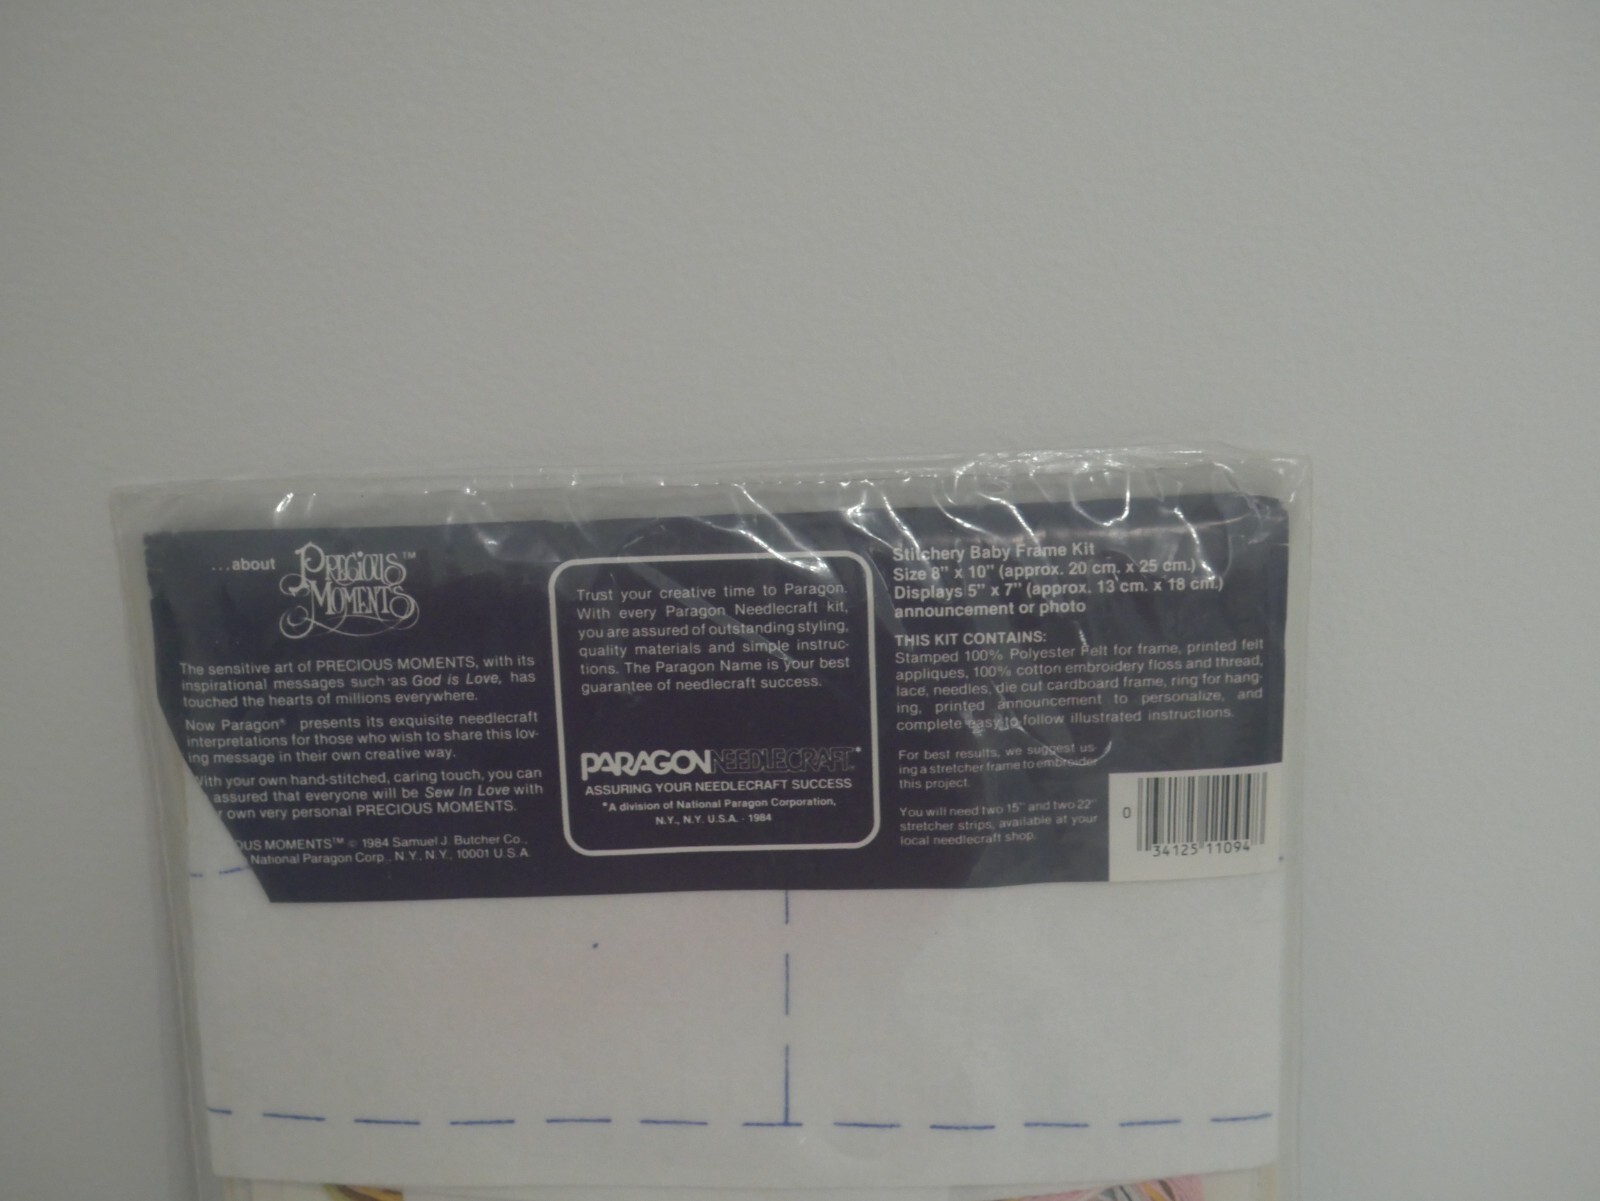 ...about PRECIOUS MOMENTS™
The sensitive art of PRECIOUS MOMENTS, with its
inspirational messages such as God is Love, has
touched the hearts of millions everywhere.
Now Paragon® presents its exquisite needlecraft
interpretations for those who wish to share this lov-
ing message in their own creative way.
With your own hand-stitched, caring touch, you can
assured that everyone will be Sew In Love with
own very personal PRECIOUS MOMENTS.
OUS MOMENTS™ © 1984 Samuel J. Butcher Co.,
National Paragon Corp., N.Y., N.Y., 10001 U.S.A.
Trust your creative time to Paragon.
With every Paragon Needlecraft kit,
you are assured of outstanding styling,
quality materials and simple instruc-
tions. The Paragon Name is your best
guarantee of needlecraft success.
PARAGON NEEDLECRAFT*
ASSURING YOUR NEEDLECRAFT SUCCESS
*A division of National Paragon Corporation,
N.Y., N.Y. U.S.A. · 1984
Stitchery Baby Frame Kit
Size 8" x 10" (approx. 20 cm. x 25 cm.)
Displays 5" x 7" (approx. 13 cm. x 18 cm.)
announcement or photo
THIS KIT CONTAINS:
Stamped 100% Polyester Felt for frame, printed felt
appliques, 100% cotton embroidery floss and thread,
lace, needles, die cut cardboard frame, ring for hang-
ing, printed announcement to personalize, and
complete easy to follow illustrated instructions.
For best results, we suggest us-
ing a stretcher frame to embroider
this project.
You will need two 15" and two 22"
stretcher strips, available at your
local needlecraft shop.
0 34125 11094